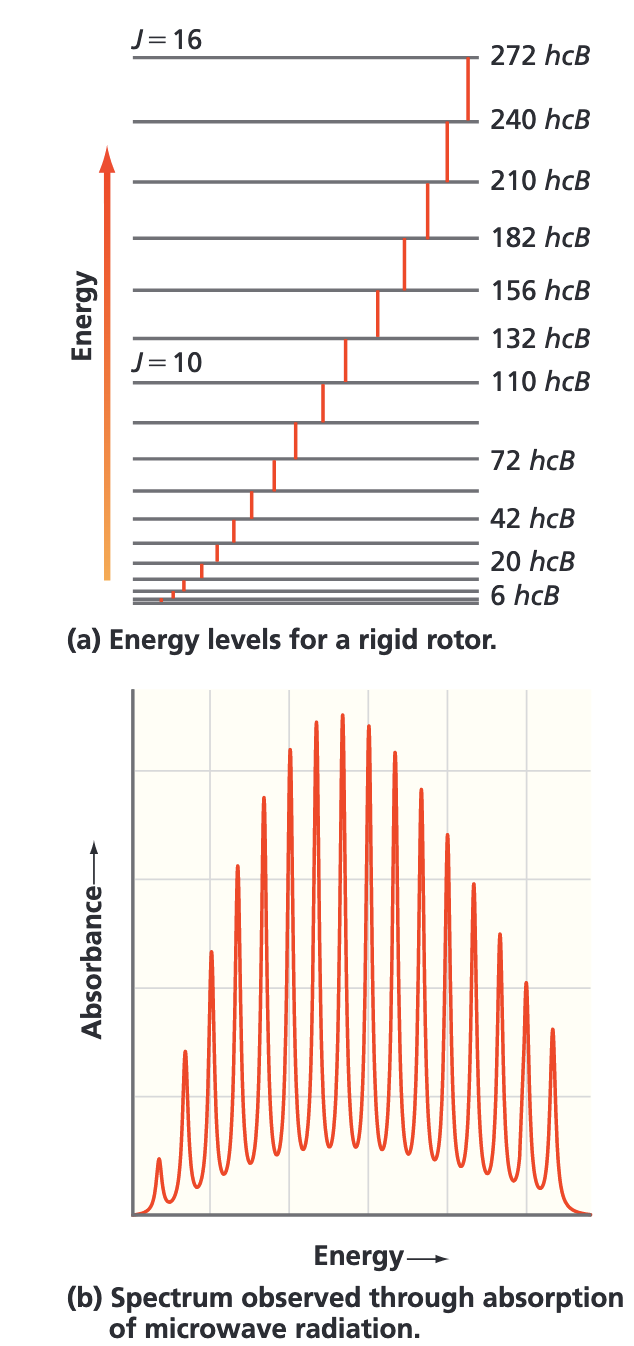 J = 16
272 hcB
240 hcB
210 hcB
182 hcB
156 hcB
132 hcB
J = 10
110 hcB
72 hcB
42 hcB
20 hcB
6 hcB
Energy
(a) Energy levels for a rigid rotor.
Absorbance
Energy
(b) Spectrum observed through absorption
of microwave radiation.